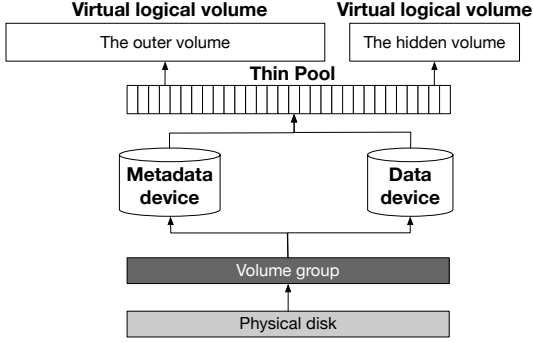 Virtual logical volume
Virtual logical volume
The outer volume
The hidden volume
Thin Pool
Metadata
device
Data
device
Volume group
Physical disk